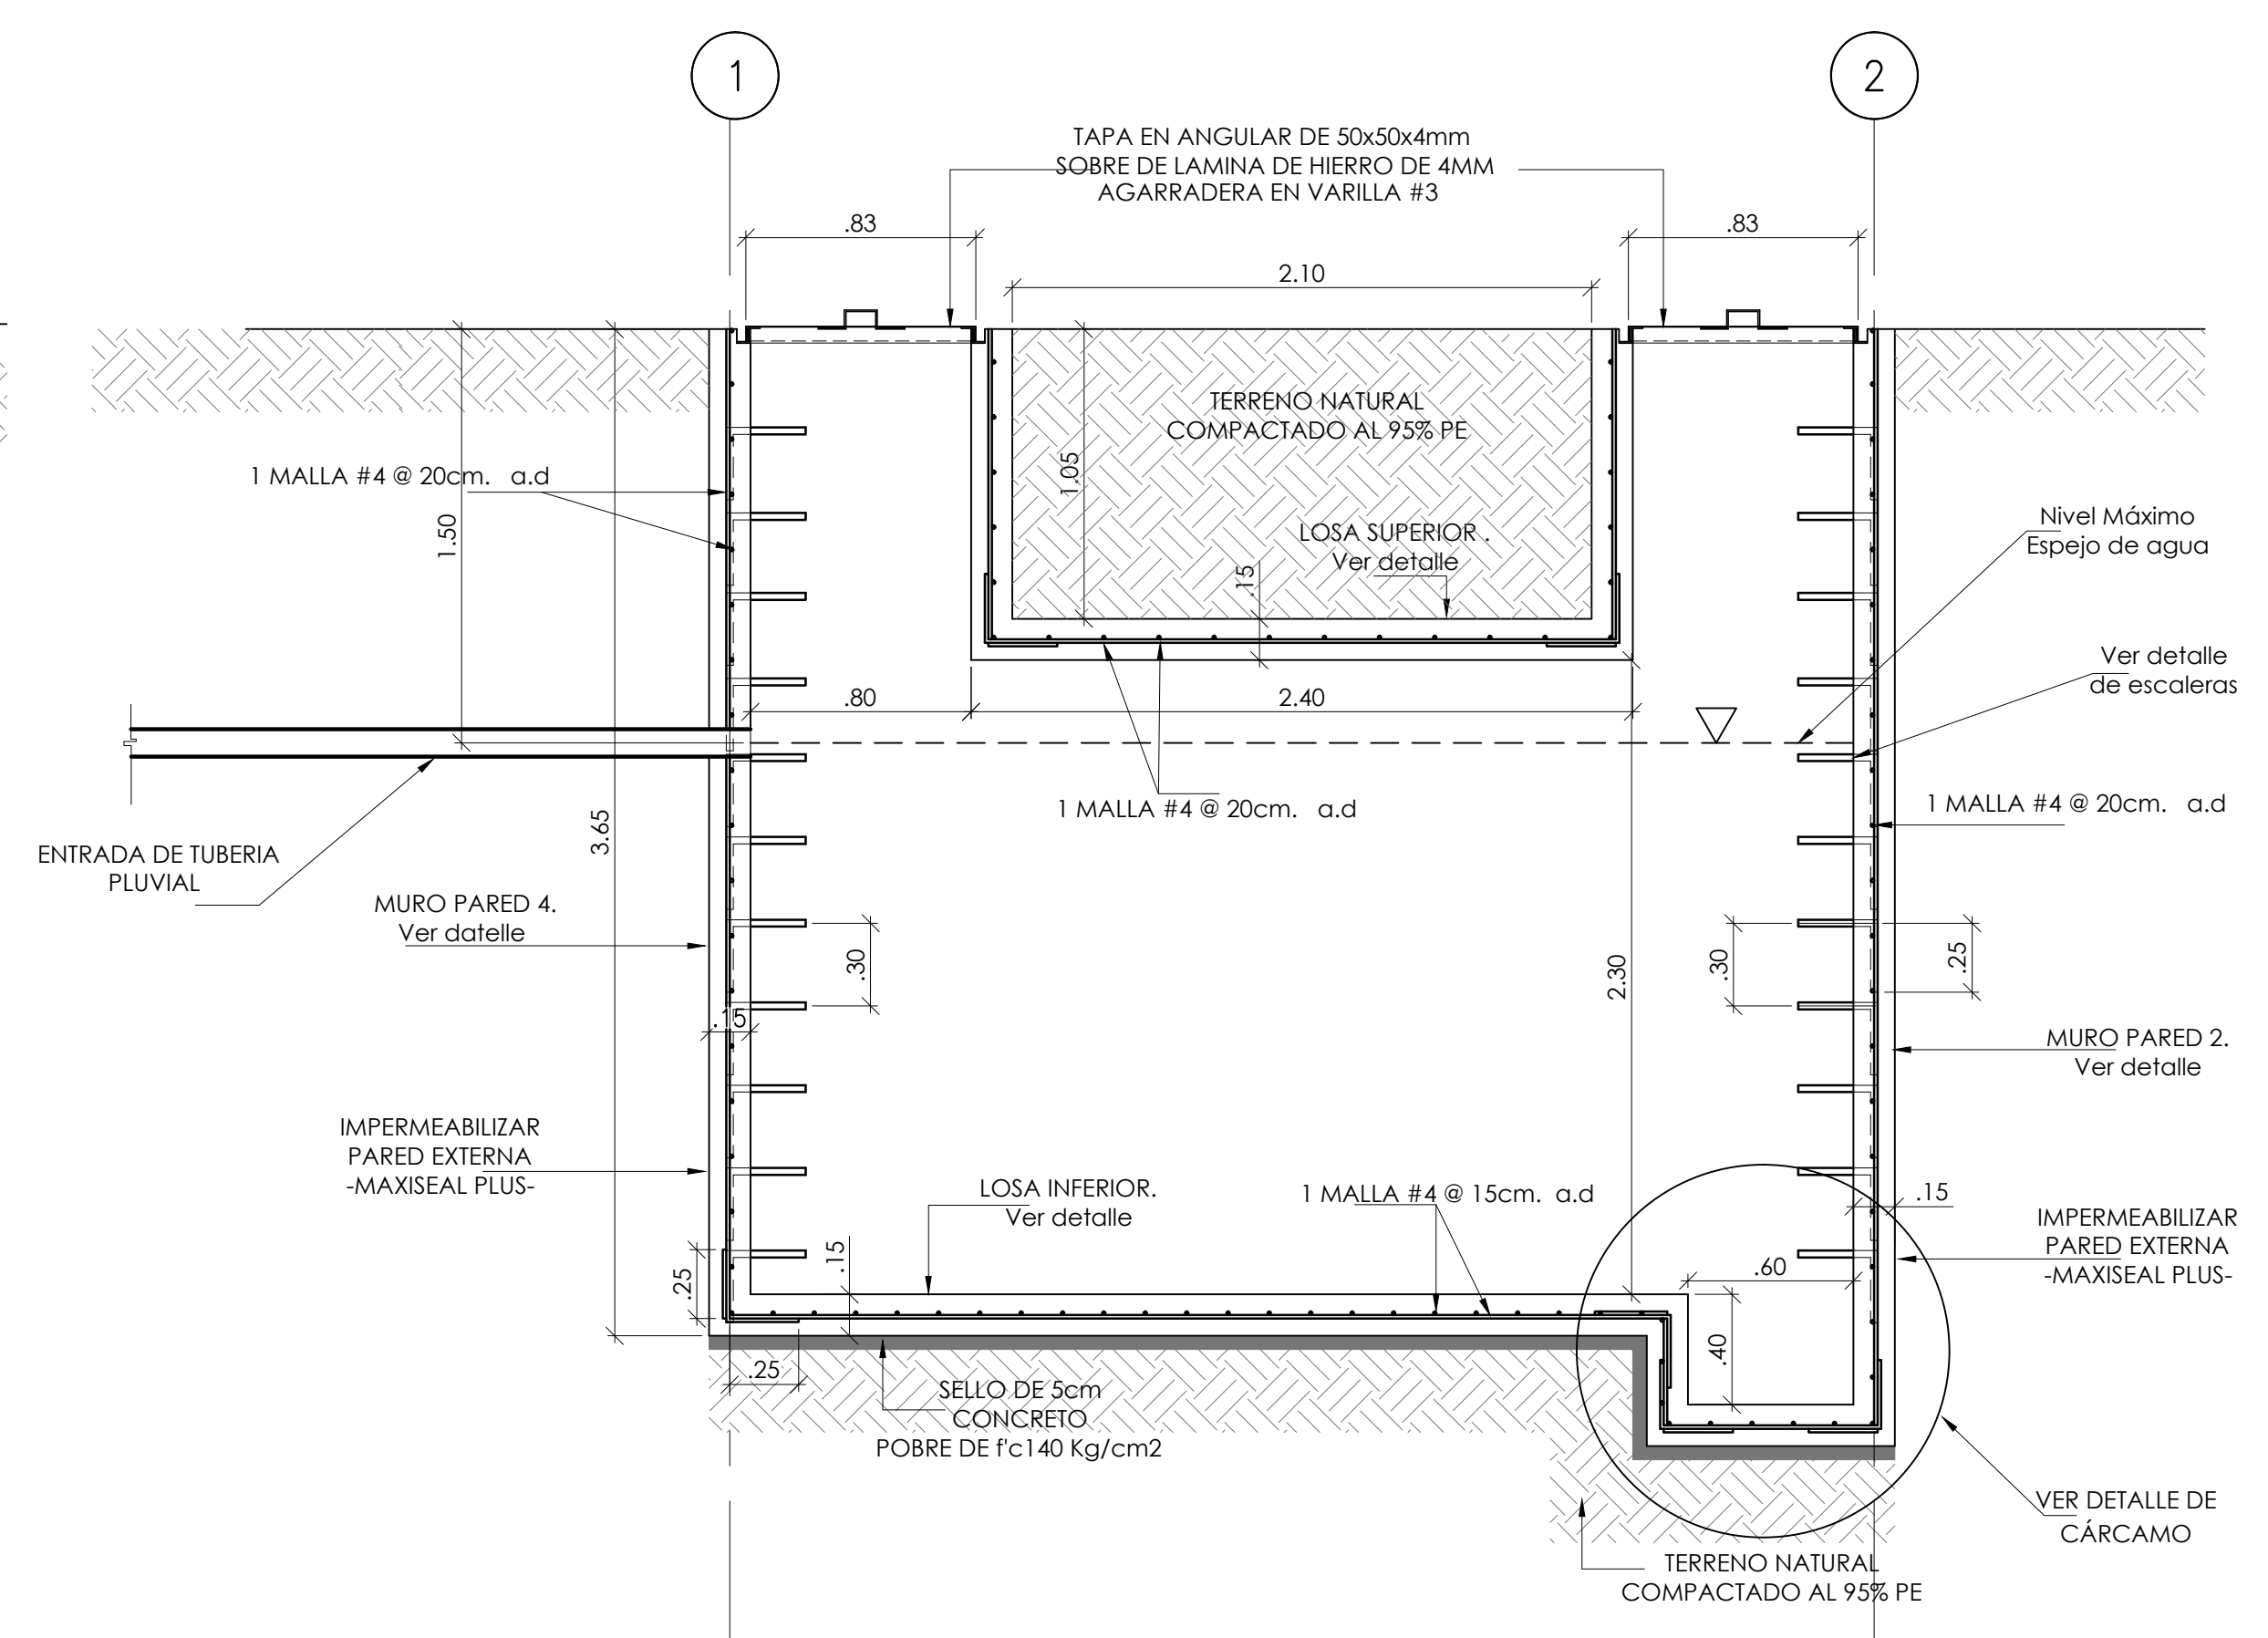 1
2
TAPA EN ANGULAR DE 50x50x4mm
SOBRE DE LAMINA DE HIERRO DE 4MM
AGARRADERA EN VARILLA #3
.83
.83
2.10
TERRENO NATURAL
COMPACTADO AL 95% PE
1 MALLA #4 @ 20cm. a.d
1.05
1.50
LOSA SUPERIOR .
Ver detalle
.15
Nivel Máximo
Espejo de agua
Ver detalle
de escaleras
.80
2.40
1 MALLA #4 @ 20cm. a.d
1 MALLA #4 @ 20cm. a.d
3.65
ENTRADA DE TUBERIA
PLUVIAL
MURO PARED 4.
Ver datelle
.30
2.30
.30
.25
.15
MURO PARED 2.
Ver detalle
IMPERMEABILIZAR
PARED EXTERNA
-MAXISEAL PLUS-
LOSA INFERIOR.
Ver detalle
1 MALLA #4 @ 15cm. a.d
.15
IMPERMEABILIZAR
PARED EXTERNA
-MAXISEAL PLUS-
.25
.15
.60
.40
.25
SELLO DE 5cm
CONCRETO
POBRE DE f'c140 Kg/cm2
VER DETALLE DE
CÁRCAMO
TERRENO NATURAL
COMPACTADO AL 95% PE